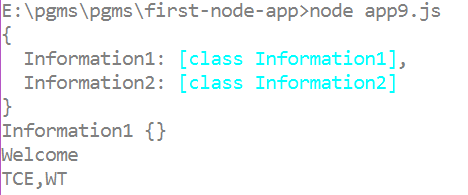 E:\pgms\pgms\first-node-app>node app9.js
{
  Information1: [class Information1],
  Information2: [class Information2]
}
Information1 {}
Welcome
TCE,WT